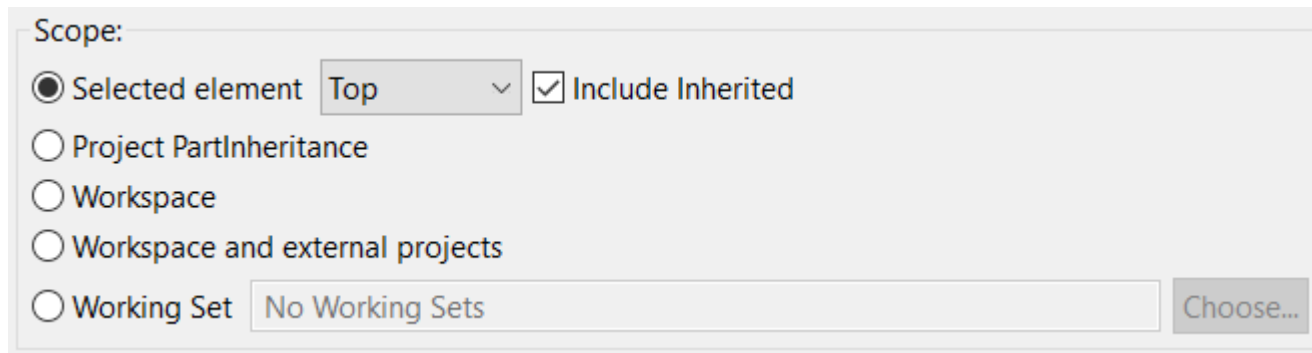 Scope:
Selected element Top Include Inherited
Project PartInheritance
Workspace
Workspace and external projects
Working Set No Working Sets Choose...